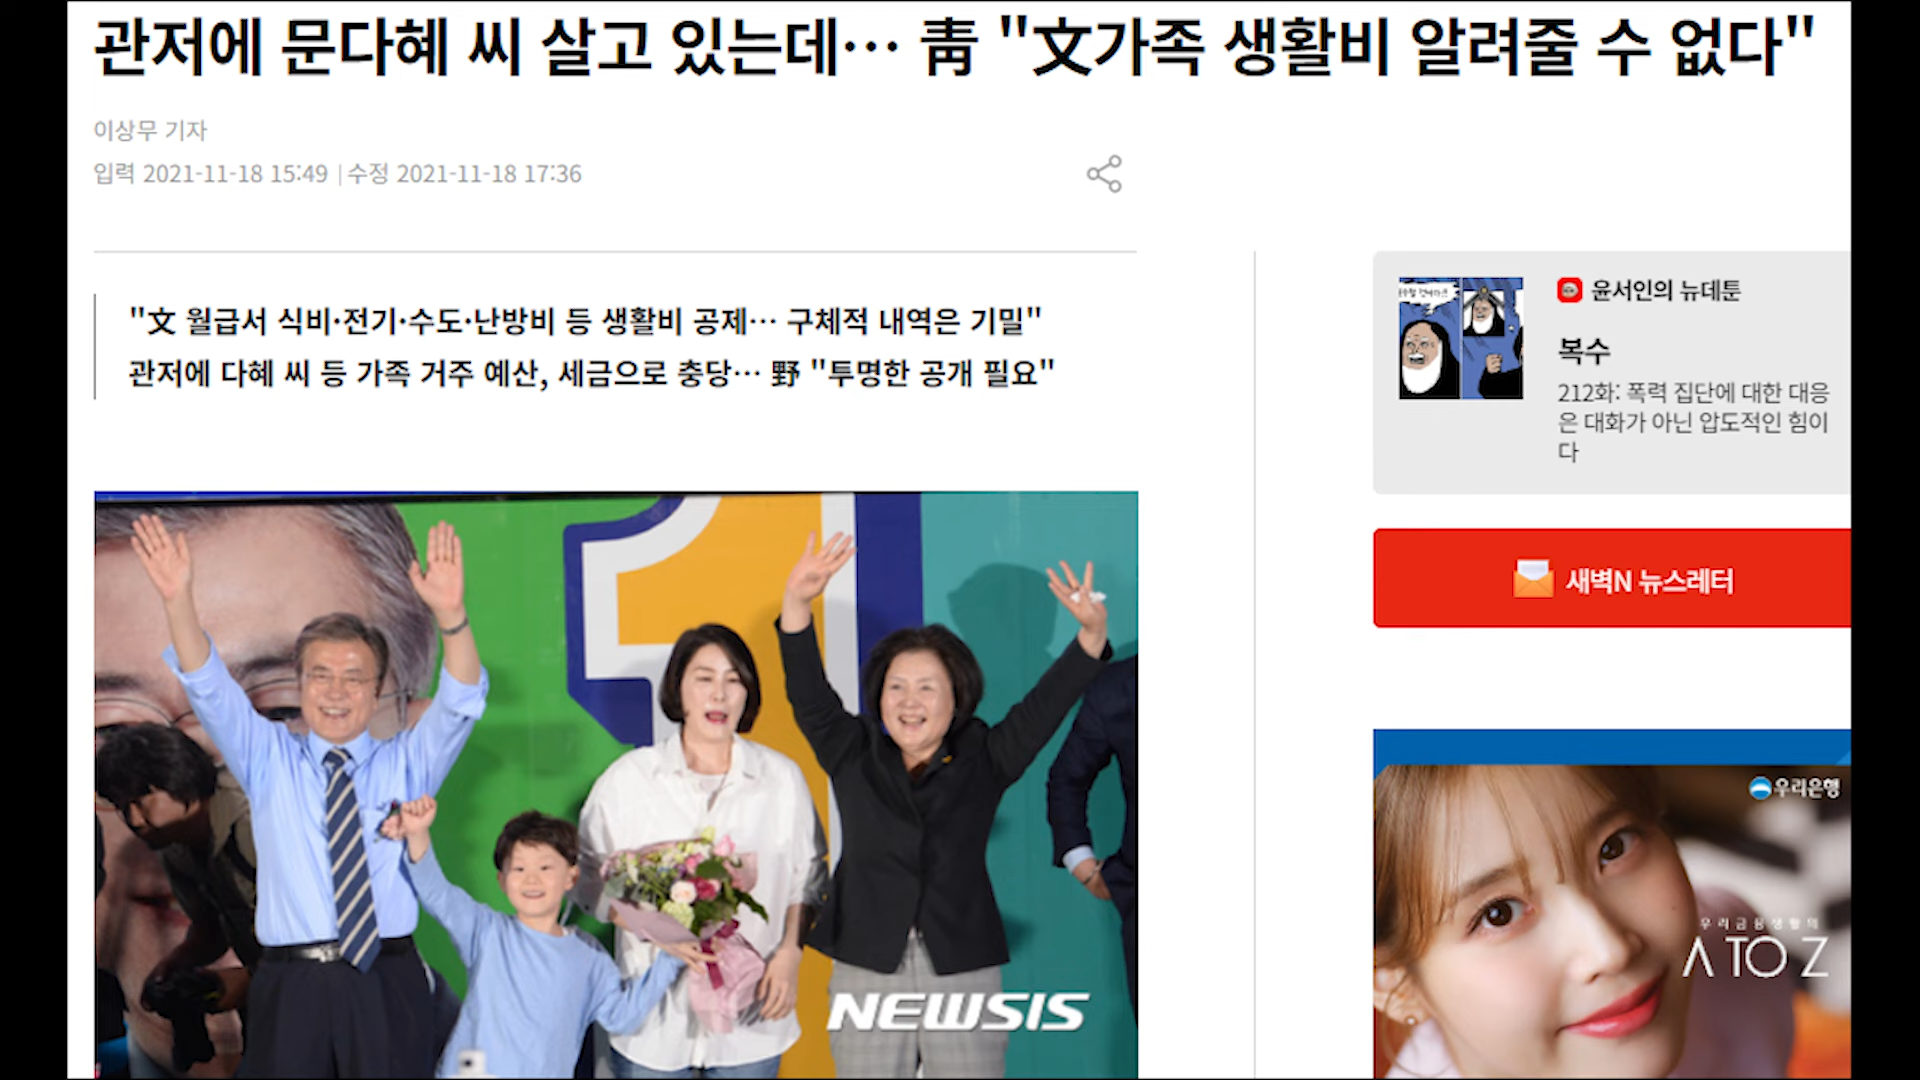 관저에 문다혜 씨 살고 있는데… 靑 "文가족 생활비 알려줄 수 없다"
이상무 기자
입력 2021-11-18 15:49 | 수정 2021-11-18 17:36
"文 월급서 식비·전기·수도·난방비 등 생활비 공제… 구체적 내역은 기밀"
관저에 다혜 씨 등 가족 거주 예산, 세금으로 충당… 野 "투명한 공개 필요"
NEWSIS
윤서인의 뉴데툰
복수
212화: 폭력 집단에 대한 대응
은 대화가 아닌 압도적인 힘이
다
새벽N 뉴스레터
우리은행
우리금융생활의
A TO Z